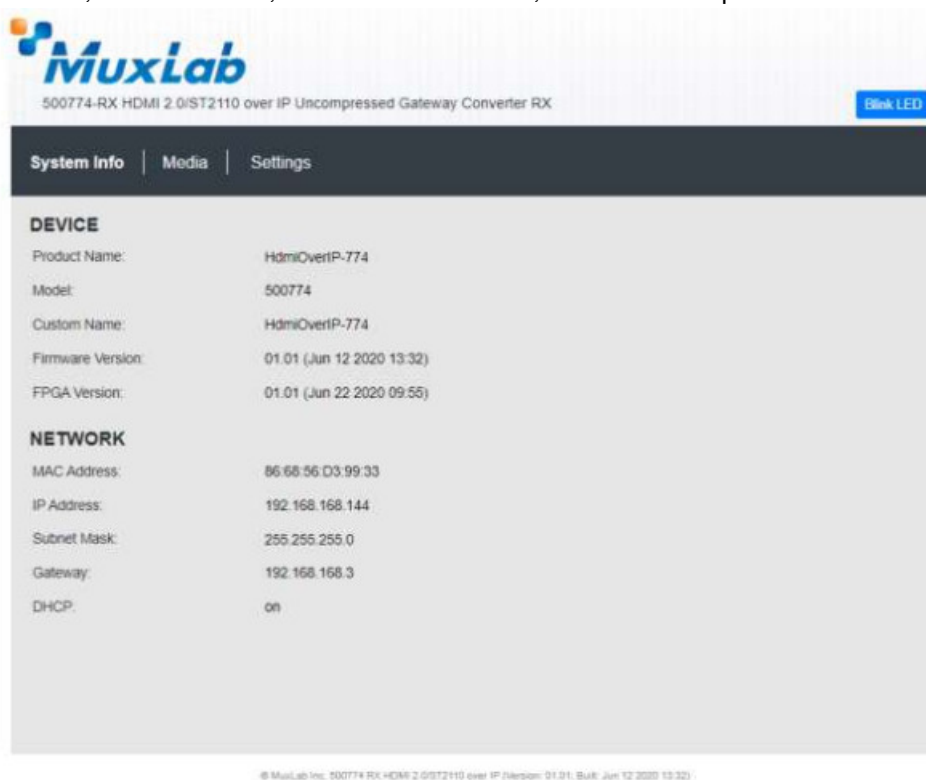 MuxLab
500774-RX HDMI 2.0/ST2110 over IP Uncompressed Gateway Converter RX
Blink LED
System Info | Media | Settings
DEVICE
Product Name: HdmiOverIP-774
Model: 500774
Custom Name: HdmiOverIP-774
Firmware Version: 01.01 (Jun 12 2020 13:32)
FPGA Version: 01.01 (Jun 22 2020 09:55)
NETWORK
MAC Address: 86:68:56:D3:99:33
IP Address: 192.168.168.144
Subnet Mask: 255.255.255.0
Gateway: 192.168.168.3
DHCP: on
© MuxLab Inc. 500774 RX HDMI 2.0/ST2110 over IP (Version: 01.01; Built: Jun 12 2020 13:32)